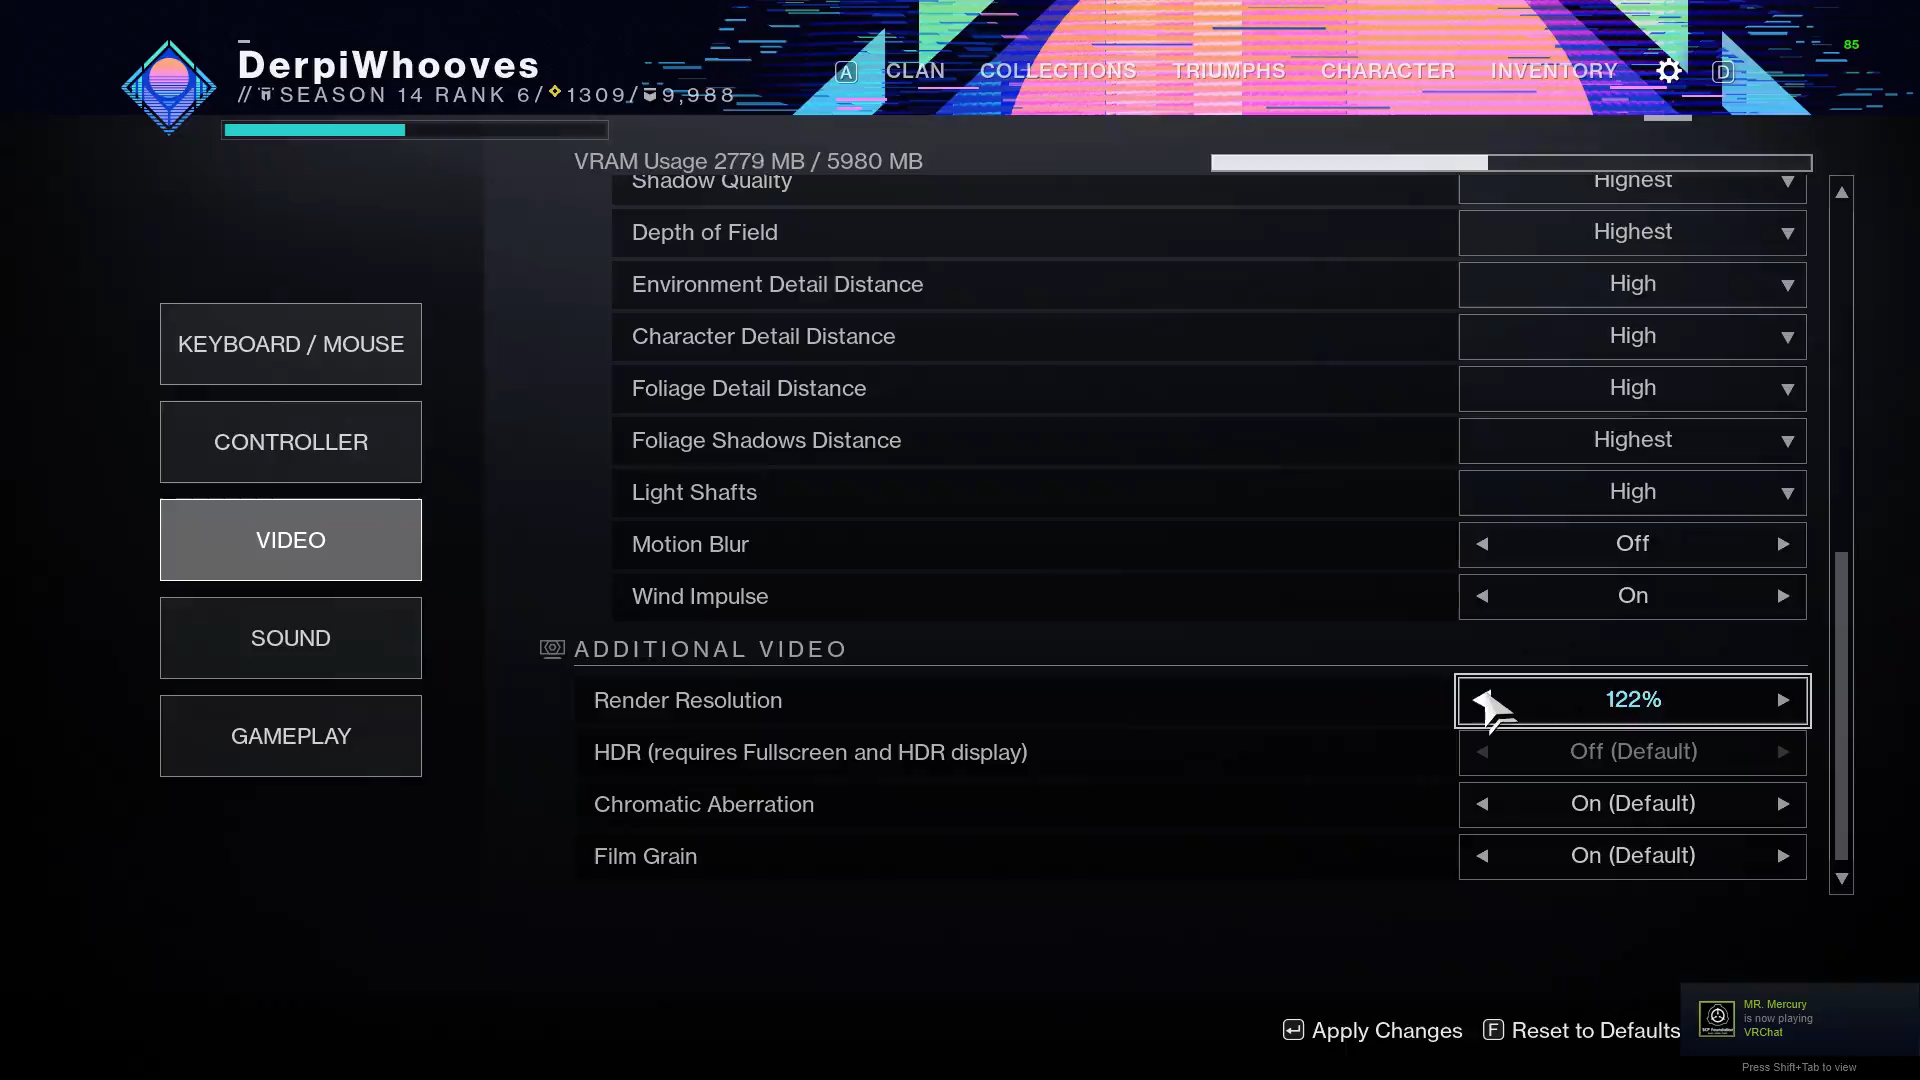 DerpiWhooves
// SEASON 14 RANK 6/ 1309/ 9,988
A CLAN COLLECTIONS TRIUMPHS CHARACTER INVENTORY D
85
VRAM Usage 2779 MB / 5980 MB
Shadow Quality Highest
Depth of Field Highest
Environment Detail Distance High
Character Detail Distance High
Foliage Detail Distance High
Foliage Shadows Distance Highest
Light Shafts High
Motion Blur Off
Wind Impulse On
KEYBOARD / MOUSE
CONTROLLER
VIDEO
SOUND
GAMEPLAY
ADDITIONAL VIDEO
Render Resolution 122%
HDR (requires Fullscreen and HDR display) Off (Default)
Chromatic Aberration On (Default)
Film Grain On (Default)
Apply Changes F Reset to Defaults
MR. Mercury
is now playing
VRChat
Press Shift+Tab to view